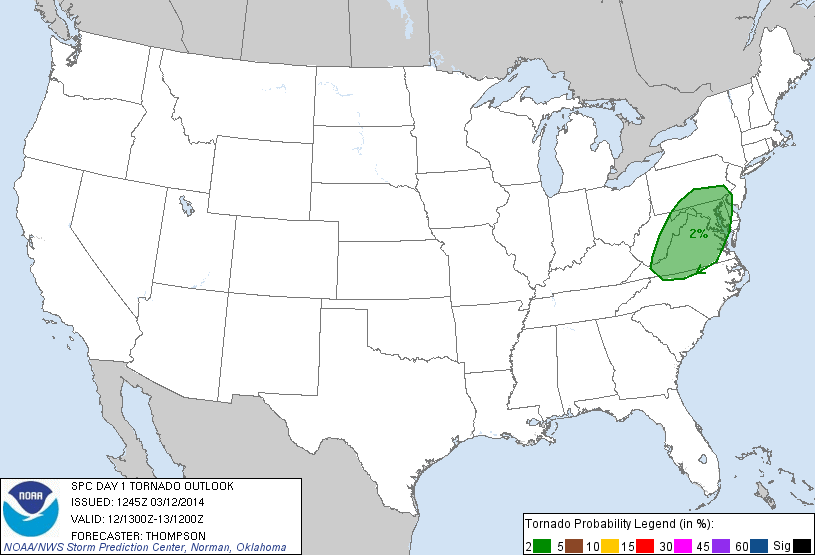 2%
NOAA
SPC DAY 1 TORNADO OUTLOOK
ISSUED: 1245Z 03/12/2014
VALID: 12/1300Z-13/1200Z
FORECASTER: THOMPSON
NOAA/NWS Storm Prediction Center, Norman, Oklahoma
Tornado Probability Legend (in %):
2 5 10 15 30 45 60 Sig